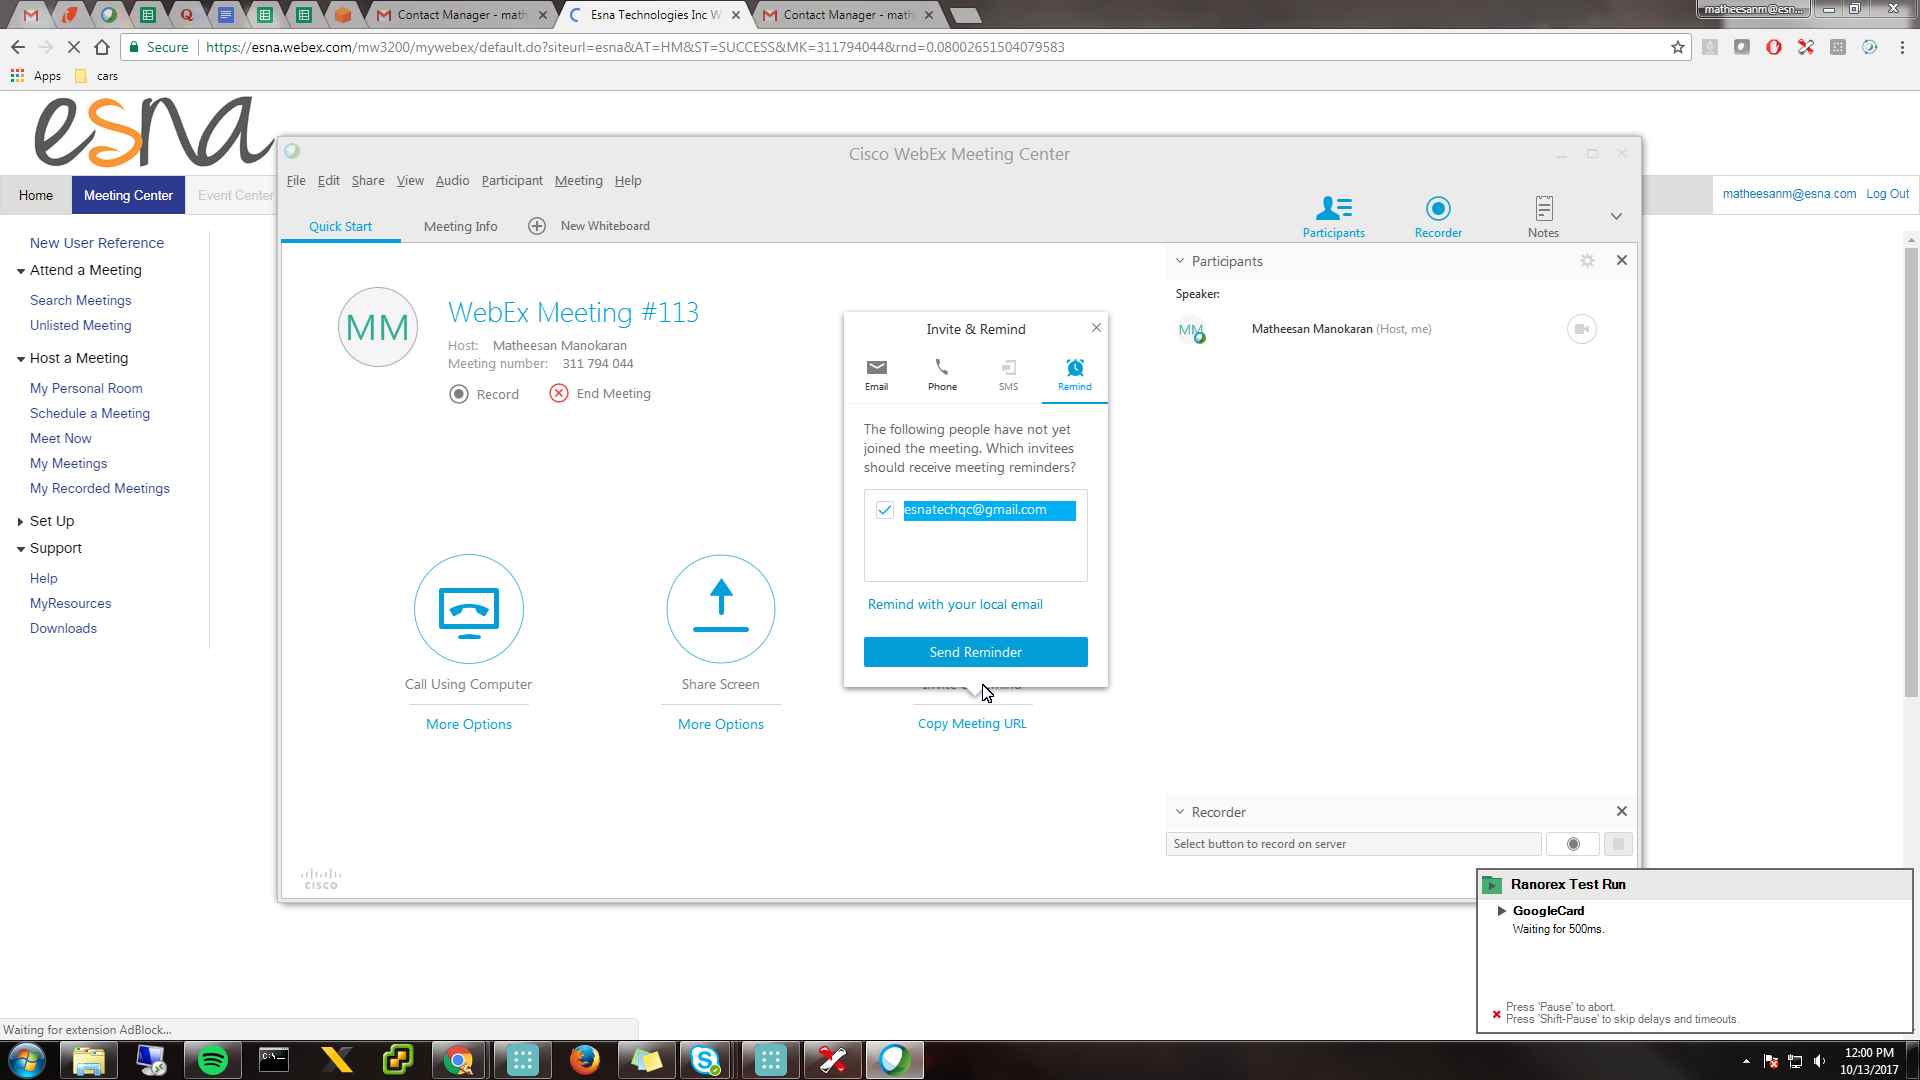 Contact Manager - math
Esna Technologies Inc W
Contact Manager - math
matheesanm@esn...
Secure
https://esna.webex.com/mw3200/mywebex/default.do?siteurl=esna&AT=HM&ST=SUCCESS&MK=311794044&rnd=0.08002651504079583
Apps
cars
esna
Home
Meeting Center
Event Center
matheesanm@esna.com
Log Out
New User Reference
Attend a Meeting
Search Meetings
Unlisted Meeting
Host a Meeting
My Personal Room
Schedule a Meeting
Meet Now
My Meetings
My Recorded Meetings
Set Up
Support
Help
MyResources
Downloads
Cisco WebEx Meeting Center
File Edit Share View Audio Participant Meeting Help
Quick Start
Meeting Info
New Whiteboard
Participants
Recorder
Notes
MM
WebEx Meeting #113
Host: Matheesan Manokaran
Meeting number: 311 794 044
Record
End Meeting
Call Using Computer
More Options
Share Screen
More Options
Invite & Remind
Email
Phone
SMS
Remind
The following people have not yet
joined the meeting. Which invitees
should receive meeting reminders?
esnatechqc@gmail.com
Remind with your local email
Send Reminder
Copy Meeting URL
Participants
Speaker:
MM
Matheesan Manokaran (Host, me)
Recorder
Select button to record on server
CISCO
Ranorex Test Run
GoogleCard
Waiting for 500ms.
Press 'Pause' to abort.
Press 'Shift-Pause' to skip delays and timeouts.
Waiting for extension AdBlock...
12:00 PM
10/13/2017